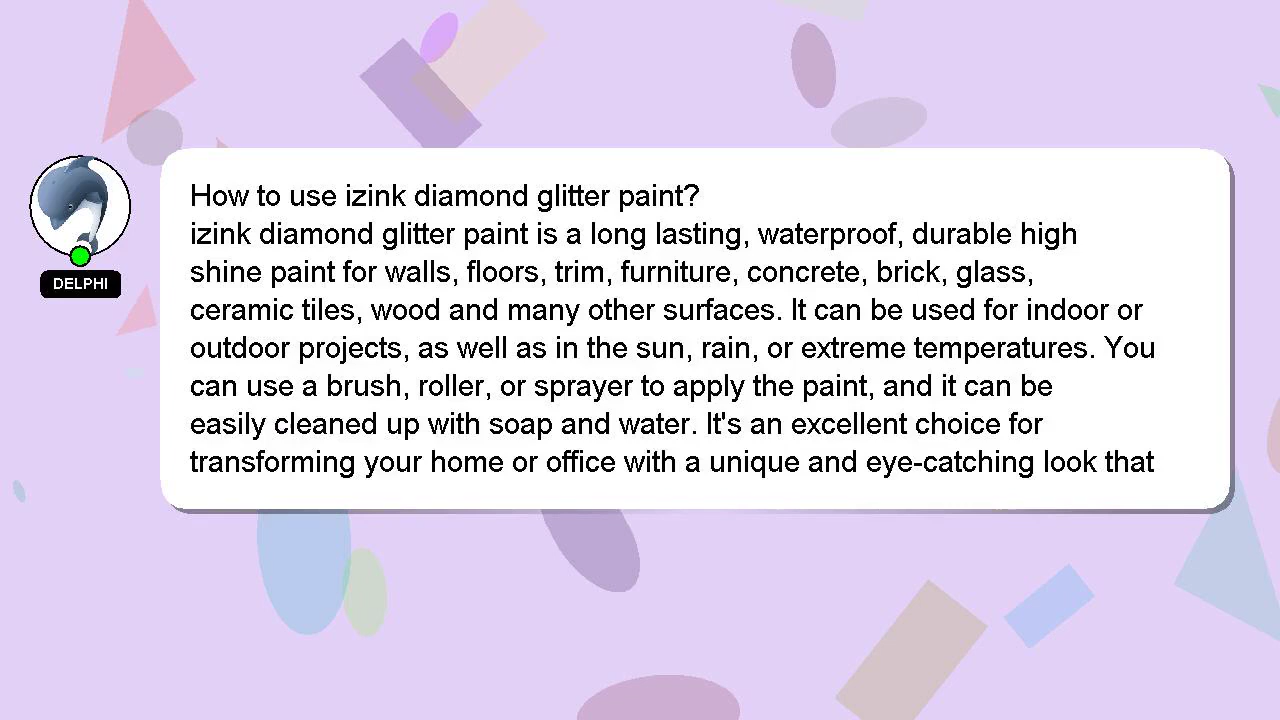 How to use izink diamond glitter paint?
izink diamond glitter paint is a long lasting, waterproof, durable high
shine paint for walls, floors, trim, furniture, concrete, brick, glass,
ceramic tiles, wood and many other surfaces. It can be used for indoor or
outdoor projects, as well as in the sun, rain, or extreme temperatures. You
can use a brush, roller, or sprayer to apply the paint, and it can be
easily cleaned up with soap and water. It's an excellent choice for
transforming your home or office with a unique and eye-catching look that
DELPHI